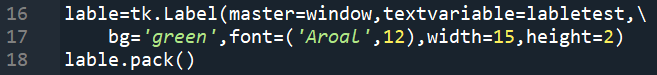 16 lable=tk.Label(master=window,textvariable=labletest,\
17 bg='green',font=('Aroal',12),width=15,height=2)
18 lable.pack()